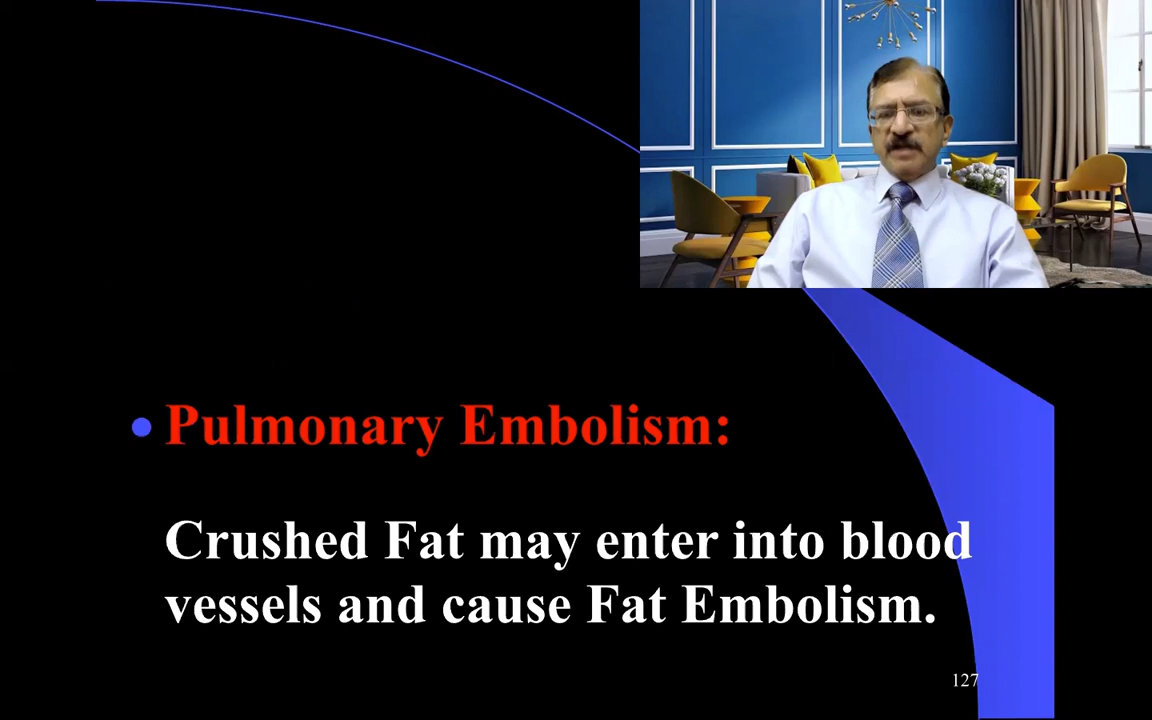 Pulmonary Embolism:
Crushed Fat may enter into blood
vessels and cause Fat Embolism.
127